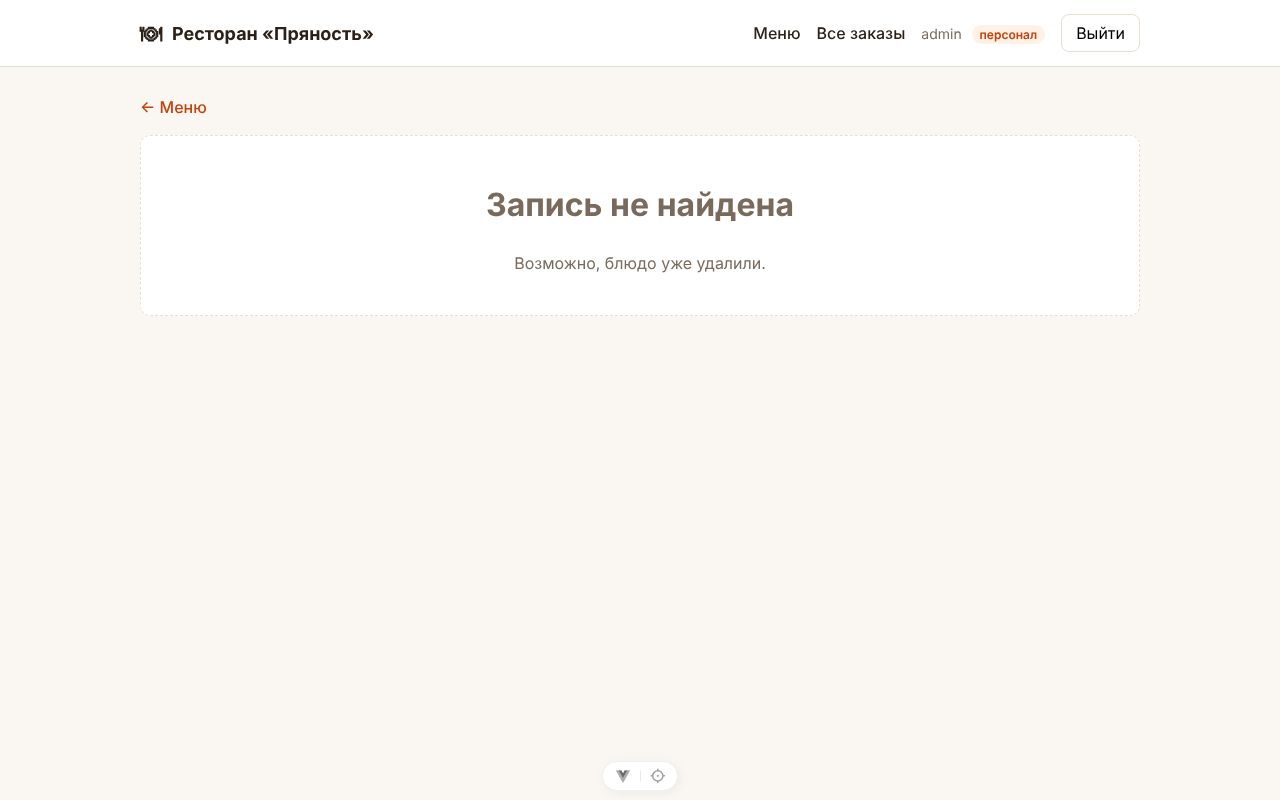 Ресторан «Пряность»
Меню Все заказы admin персонал Выйти
← Меню
Запись не найдена
Возможно, блюдо уже удалили.